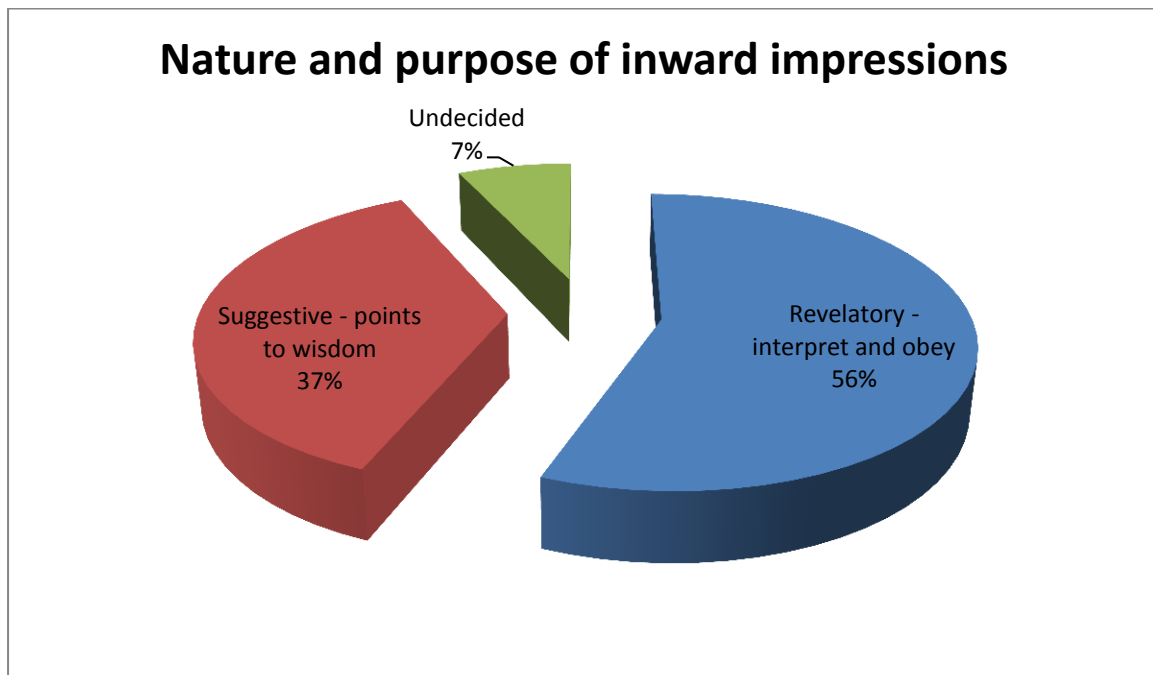 Nature and purpose of inward impressions
Undecided
7%
Suggestive - points
to wisdom
37%
Revelatory -
interpret and obey
56%